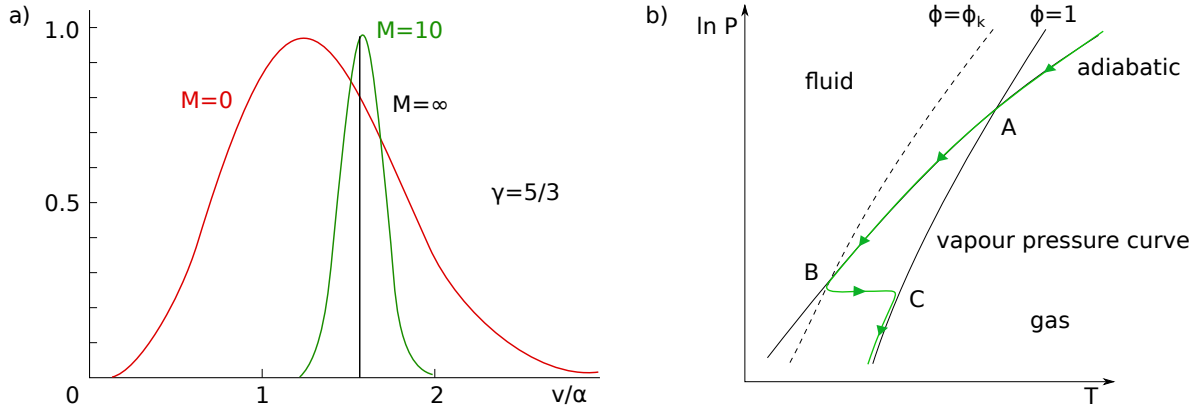 a)
1.0
0.5
0
1
2
v/α
M=0
M=10
M=∞
γ=5/3
b)
ln P
ϕ=ϕₖ
ϕ=1
fluid
adiabatic
A
vapour pressure curve
B
C
gas
T